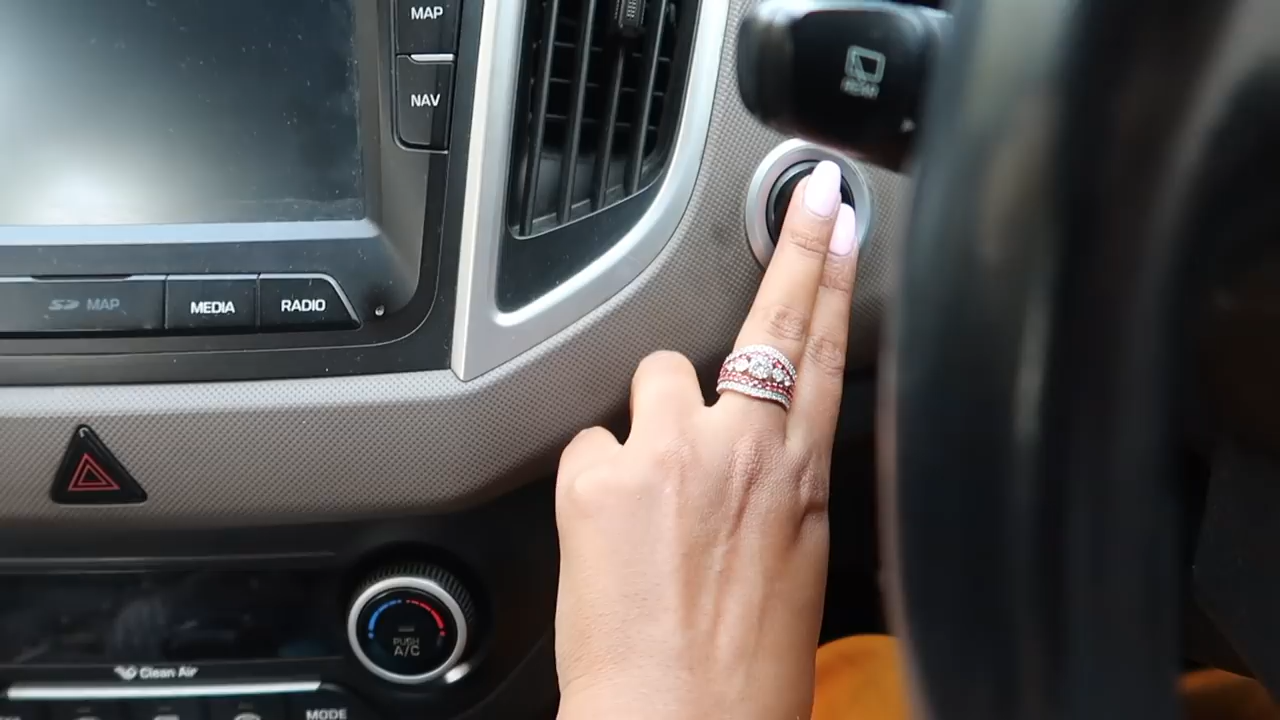 MAP
NAV
SD MAP
MEDIA
RADIO
PUSH
A/C
Clean Air
MODE